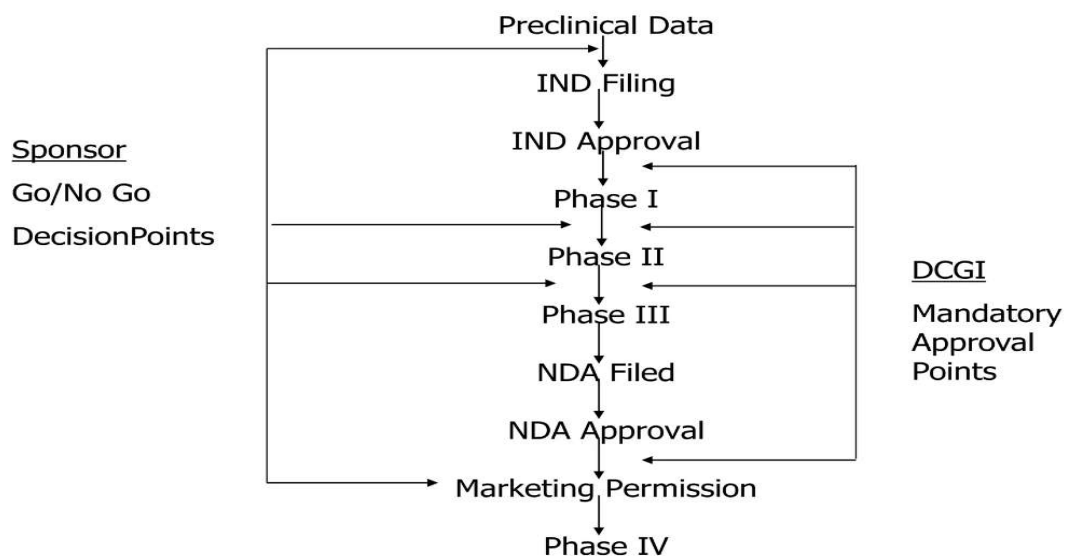 Preclinical Data
IND Filing
IND Approval
Phase I
Phase II
Phase III
NDA Filed
NDA Approval
Marketing Permission
Phase IV
Sponsor
Go/No Go
DecisionPoints
DCGI
Mandatory
Approval
Points